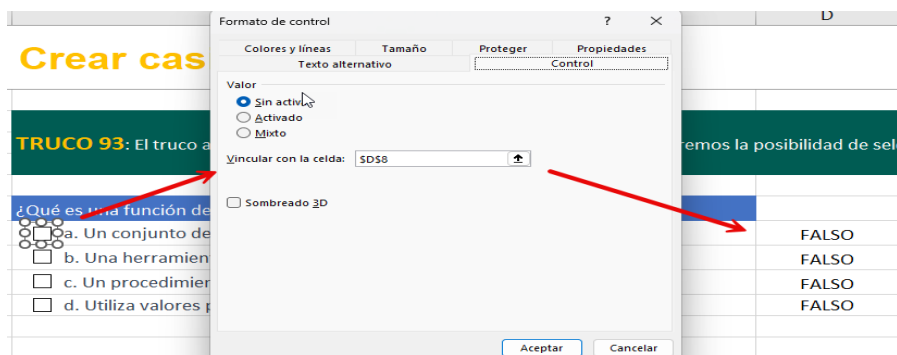 D
Formato de control
?
Colores y líneas Tamaño Proteger Propiedades
Texto alternativo Control
Crear cas
Valor
Sin activ
Activado
Mixto
TRUCO 93: El truco a
remos la posibilidad de sel
Vincular con la celda: $D$8
Sombreado 3D
¿Qué es una función de
a. Un conjunto de
FALSO
b. Una herramien
FALSO
c. Un procedimier
FALSO
d. Utiliza valores p
FALSO
Aceptar Cancelar